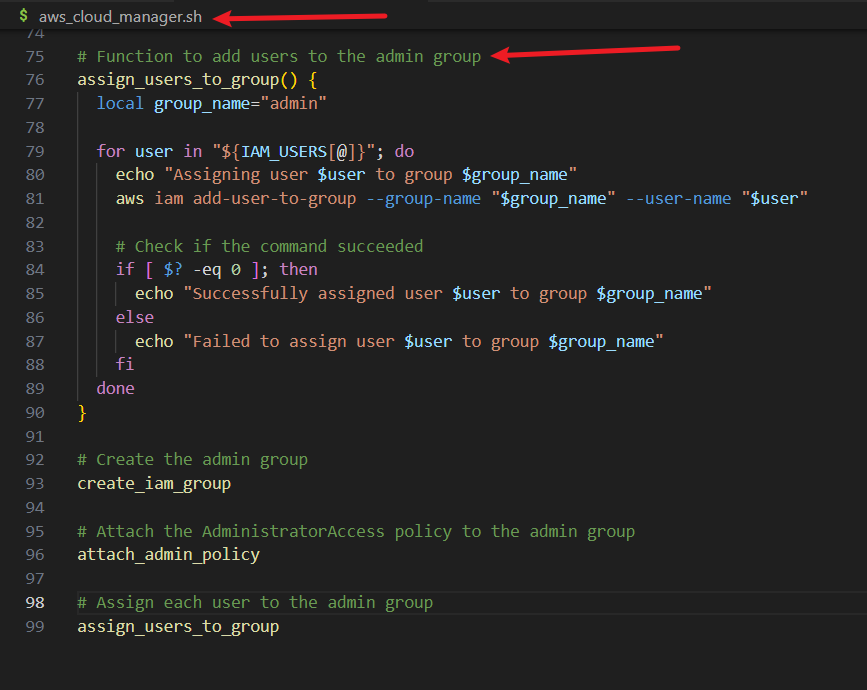 $ aws_cloud_manager.sh
74
75 # Function to add users to the admin group
76 assign_users_to_group() {
77   local group_name="admin"
78
79   for user in "${IAM_USERS[@]}"; do
80     echo "Assigning user $user to group $group_name"
81     aws iam add-user-to-group --group-name "$group_name" --user-name "$user"
82
83     # Check if the command succeeded
84     if [ $? -eq 0 ]; then
85       echo "Successfully assigned user $user to group $group_name"
86     else
87       echo "Failed to assign user $user to group $group_name"
88     fi
89   done
90 }
91
92 # Create the admin group
93 create_iam_group
94
95 # Attach the AdministratorAccess policy to the admin group
96 attach_admin_policy
97
98 # Assign each user to the admin group
99 assign_users_to_group